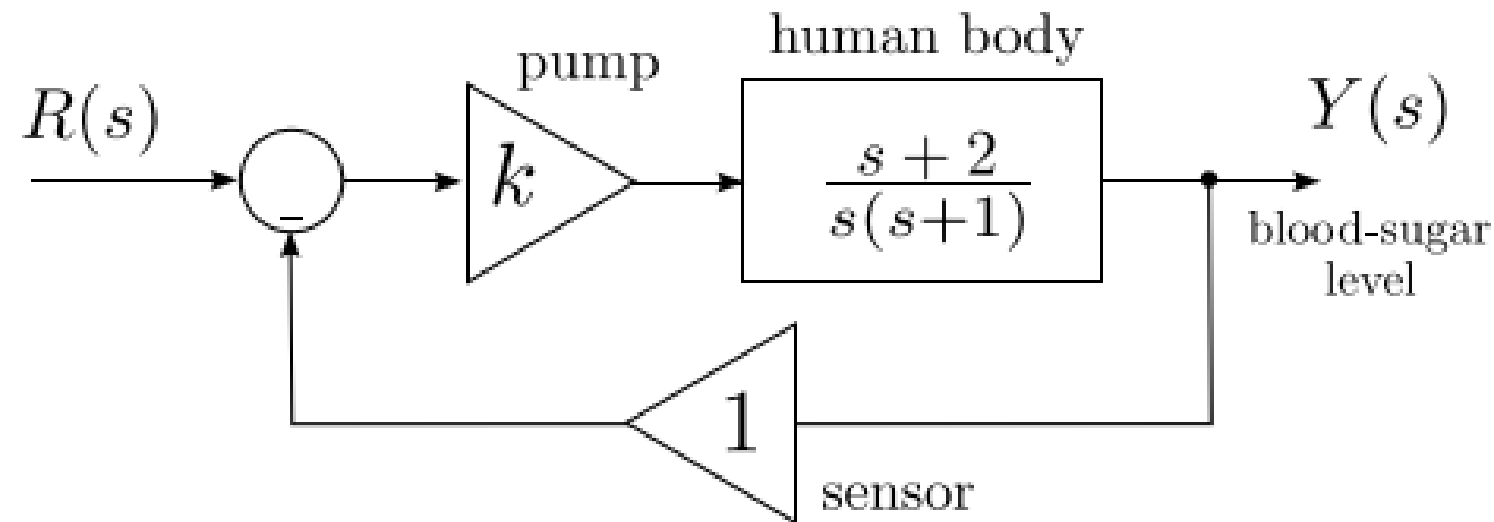 human body
pump
R(s)
Y(s)
-
k
s + 2
s(s+1)
blood-sugar
level
1
sensor